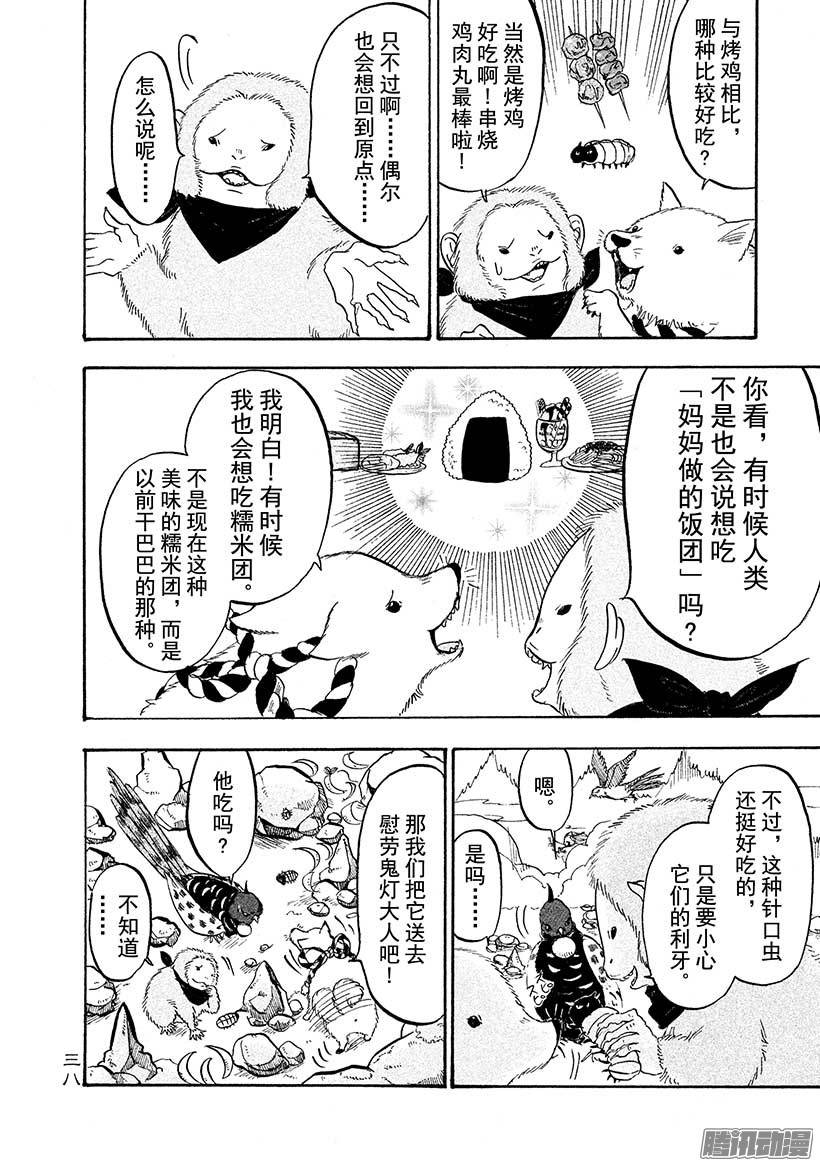 与烤鸡相比，
哪种比较好吃？
当然是烤鸡
好吃啊！串烧
鸡肉丸最棒啦！
只不过啊……偶尔
也会想回到原点……
怎么说呢……
你看，有时候人类
不是也会说想吃
「妈妈做的饭团」吗？
我明白！有时候
我也会想吃糯米团。
不是现在这种
美味的糯米团，而是
以前干巴巴的那种。
不过，这种针口虫
还挺好吃的，
只是要小心
它们的利牙。
嗯。
是吗……
那我们把它送去
慰劳鬼灯大人吧！
他吃吗？
不知道……
三八
腾讯动漫